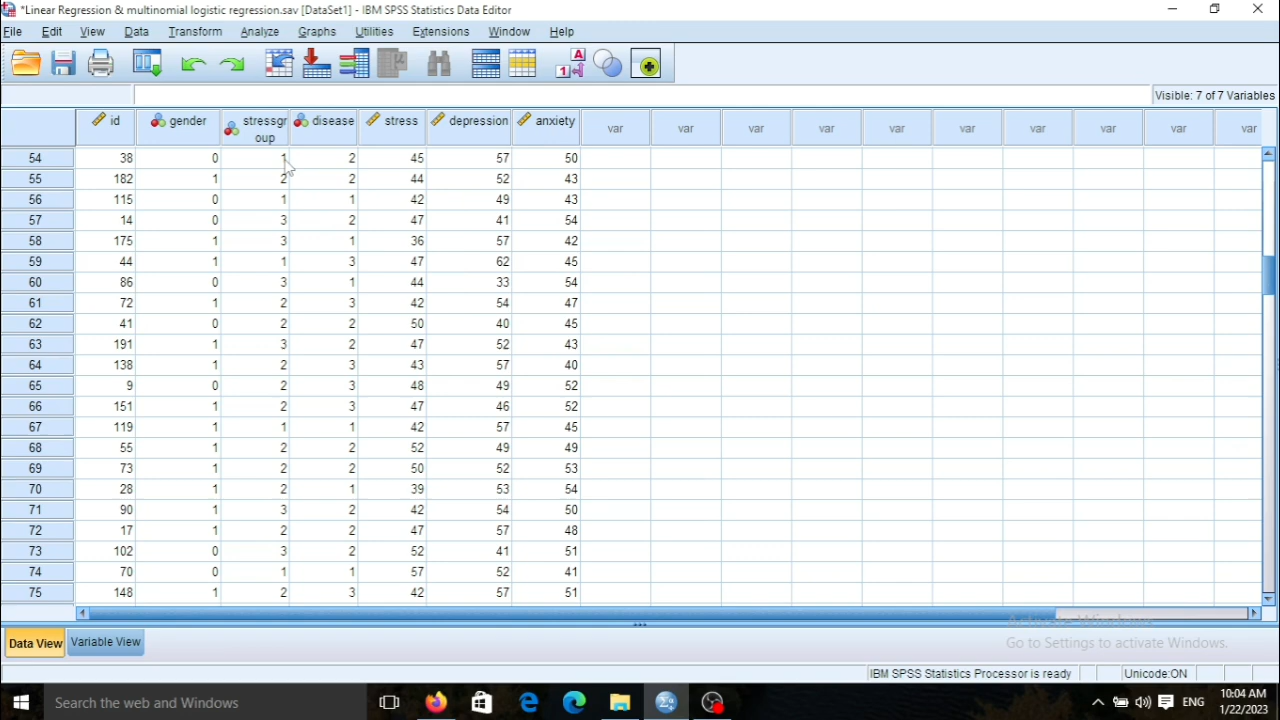 *Linear Regression & multinomial logistic regression.sav [DataSet1] - IBM SPSS Statistics Data Editor
File Edit View Data Transform Analyze Graphs Utilities Extensions Window Help
Visible: 7 of 7 Variables
id gender stressgroup disease stress depression anxiety var var var var var var var var var var
54 38 0 1 2 45 57 50
55 182 1 2 2 44 52 43
56 115 0 1 1 42 49 43
57 14 0 3 2 47 41 54
58 175 1 3 1 36 57 42
59 44 1 1 3 47 62 45
60 86 0 3 1 44 33 54
61 72 1 2 3 42 54 47
62 41 0 2 2 50 40 45
63 191 1 3 2 47 52 43
64 138 1 2 3 43 57 40
65 9 0 2 3 48 49 52
66 151 1 2 3 47 46 52
67 119 1 1 1 42 57 45
68 55 1 2 2 52 49 49
69 73 1 2 2 50 52 53
70 28 1 2 1 39 53 54
71 90 1 3 2 42 54 50
72 17 1 2 2 47 57 48
73 102 0 3 2 52 41 51
74 70 0 1 1 57 52 41
75 148 1 2 3 42 57 51
Data View Variable View
Go to Settings to activate Windows.
IBM SPSS Statistics Processor is ready Unicode:ON
Search the web and Windows
ENG
10:04 AM
1/22/2023